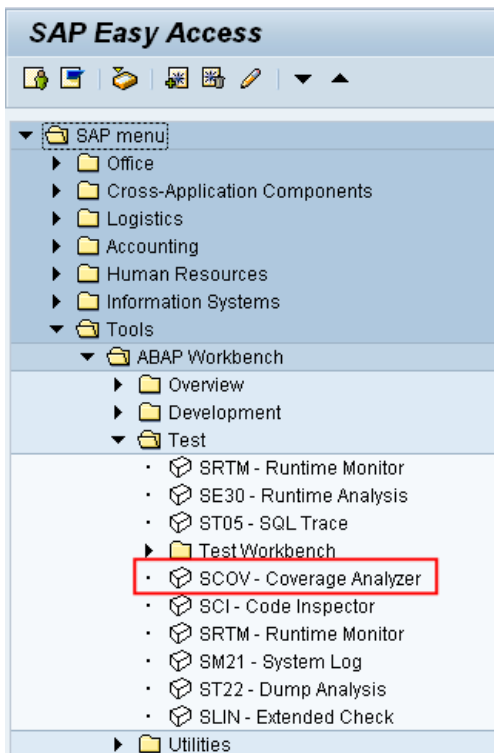 SAP Easy Access
SAP menu
Office
Cross-Application Components
Logistics
Accounting
Human Resources
Information Systems
Tools
ABAP Workbench
Overview
Development
Test
SRTM - Runtime Monitor
SE30 - Runtime Analysis
ST05 - SQL Trace
Test Workbench
SCOV - Coverage Analyzer
SCI - Code Inspector
SRTM - Runtime Monitor
SM21 - System Log
ST22 - Dump Analysis
SLIN - Extended Check
Utilities